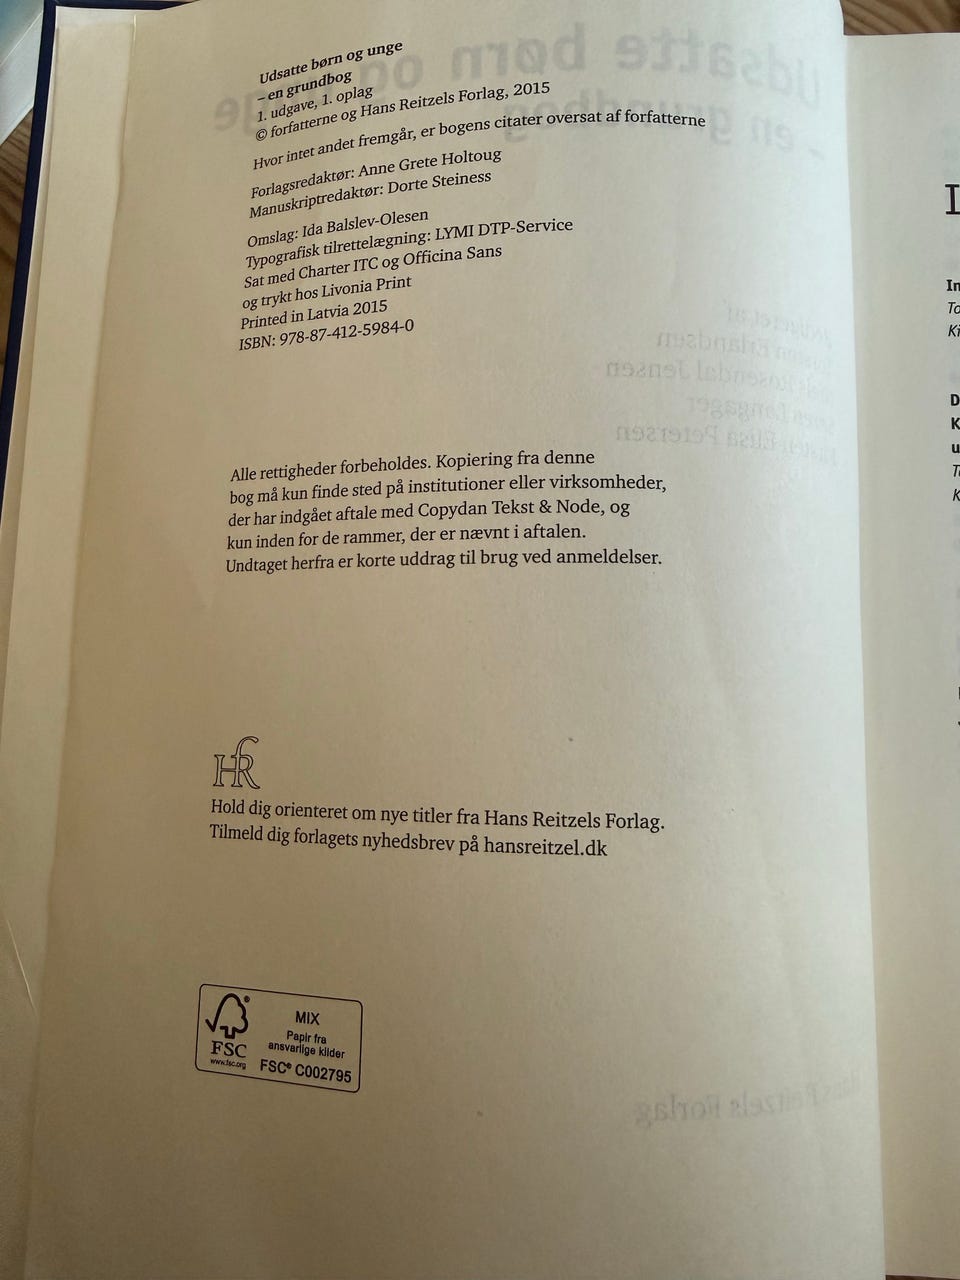 Udsatte børn og unge
– en grundbog
1. udgave, 1. oplag
© forfatterne og Hans Reitzels Forlag, 2015
Hvor intet andet fremgår, er bogens citater oversat af forfatterne
Forlagsredaktør: Anne Grete Holtoug
Manuskriptredaktør: Dorte Steiness
Omslag: Ida Balslev-Olesen
Typografisk tilrettelægning: LYMI DTP-Service
Sat med Charter ITC og Officina Sans
og trykt hos Livonia Print
Printed in Latvia 2015
ISBN: 978-87-412-5984-0
Alle rettigheder forbeholdes. Kopiering fra denne
bog må kun finde sted på institutioner eller virksomheder,
der har indgået aftale med Copydan Tekst & Node, og
kun inden for de rammer, der er nævnt i aftalen.
Undtaget herfra er korte uddrag til brug ved anmeldelser.
HR
Hold dig orienteret om nye titler fra Hans Reitzels Forlag.
Tilmeld dig forlagets nyhedsbrev på hansreitzel.dk
FSC
www.fsc.org
MIX
Papir fra
ansvarlige kilder
FSC® C002795